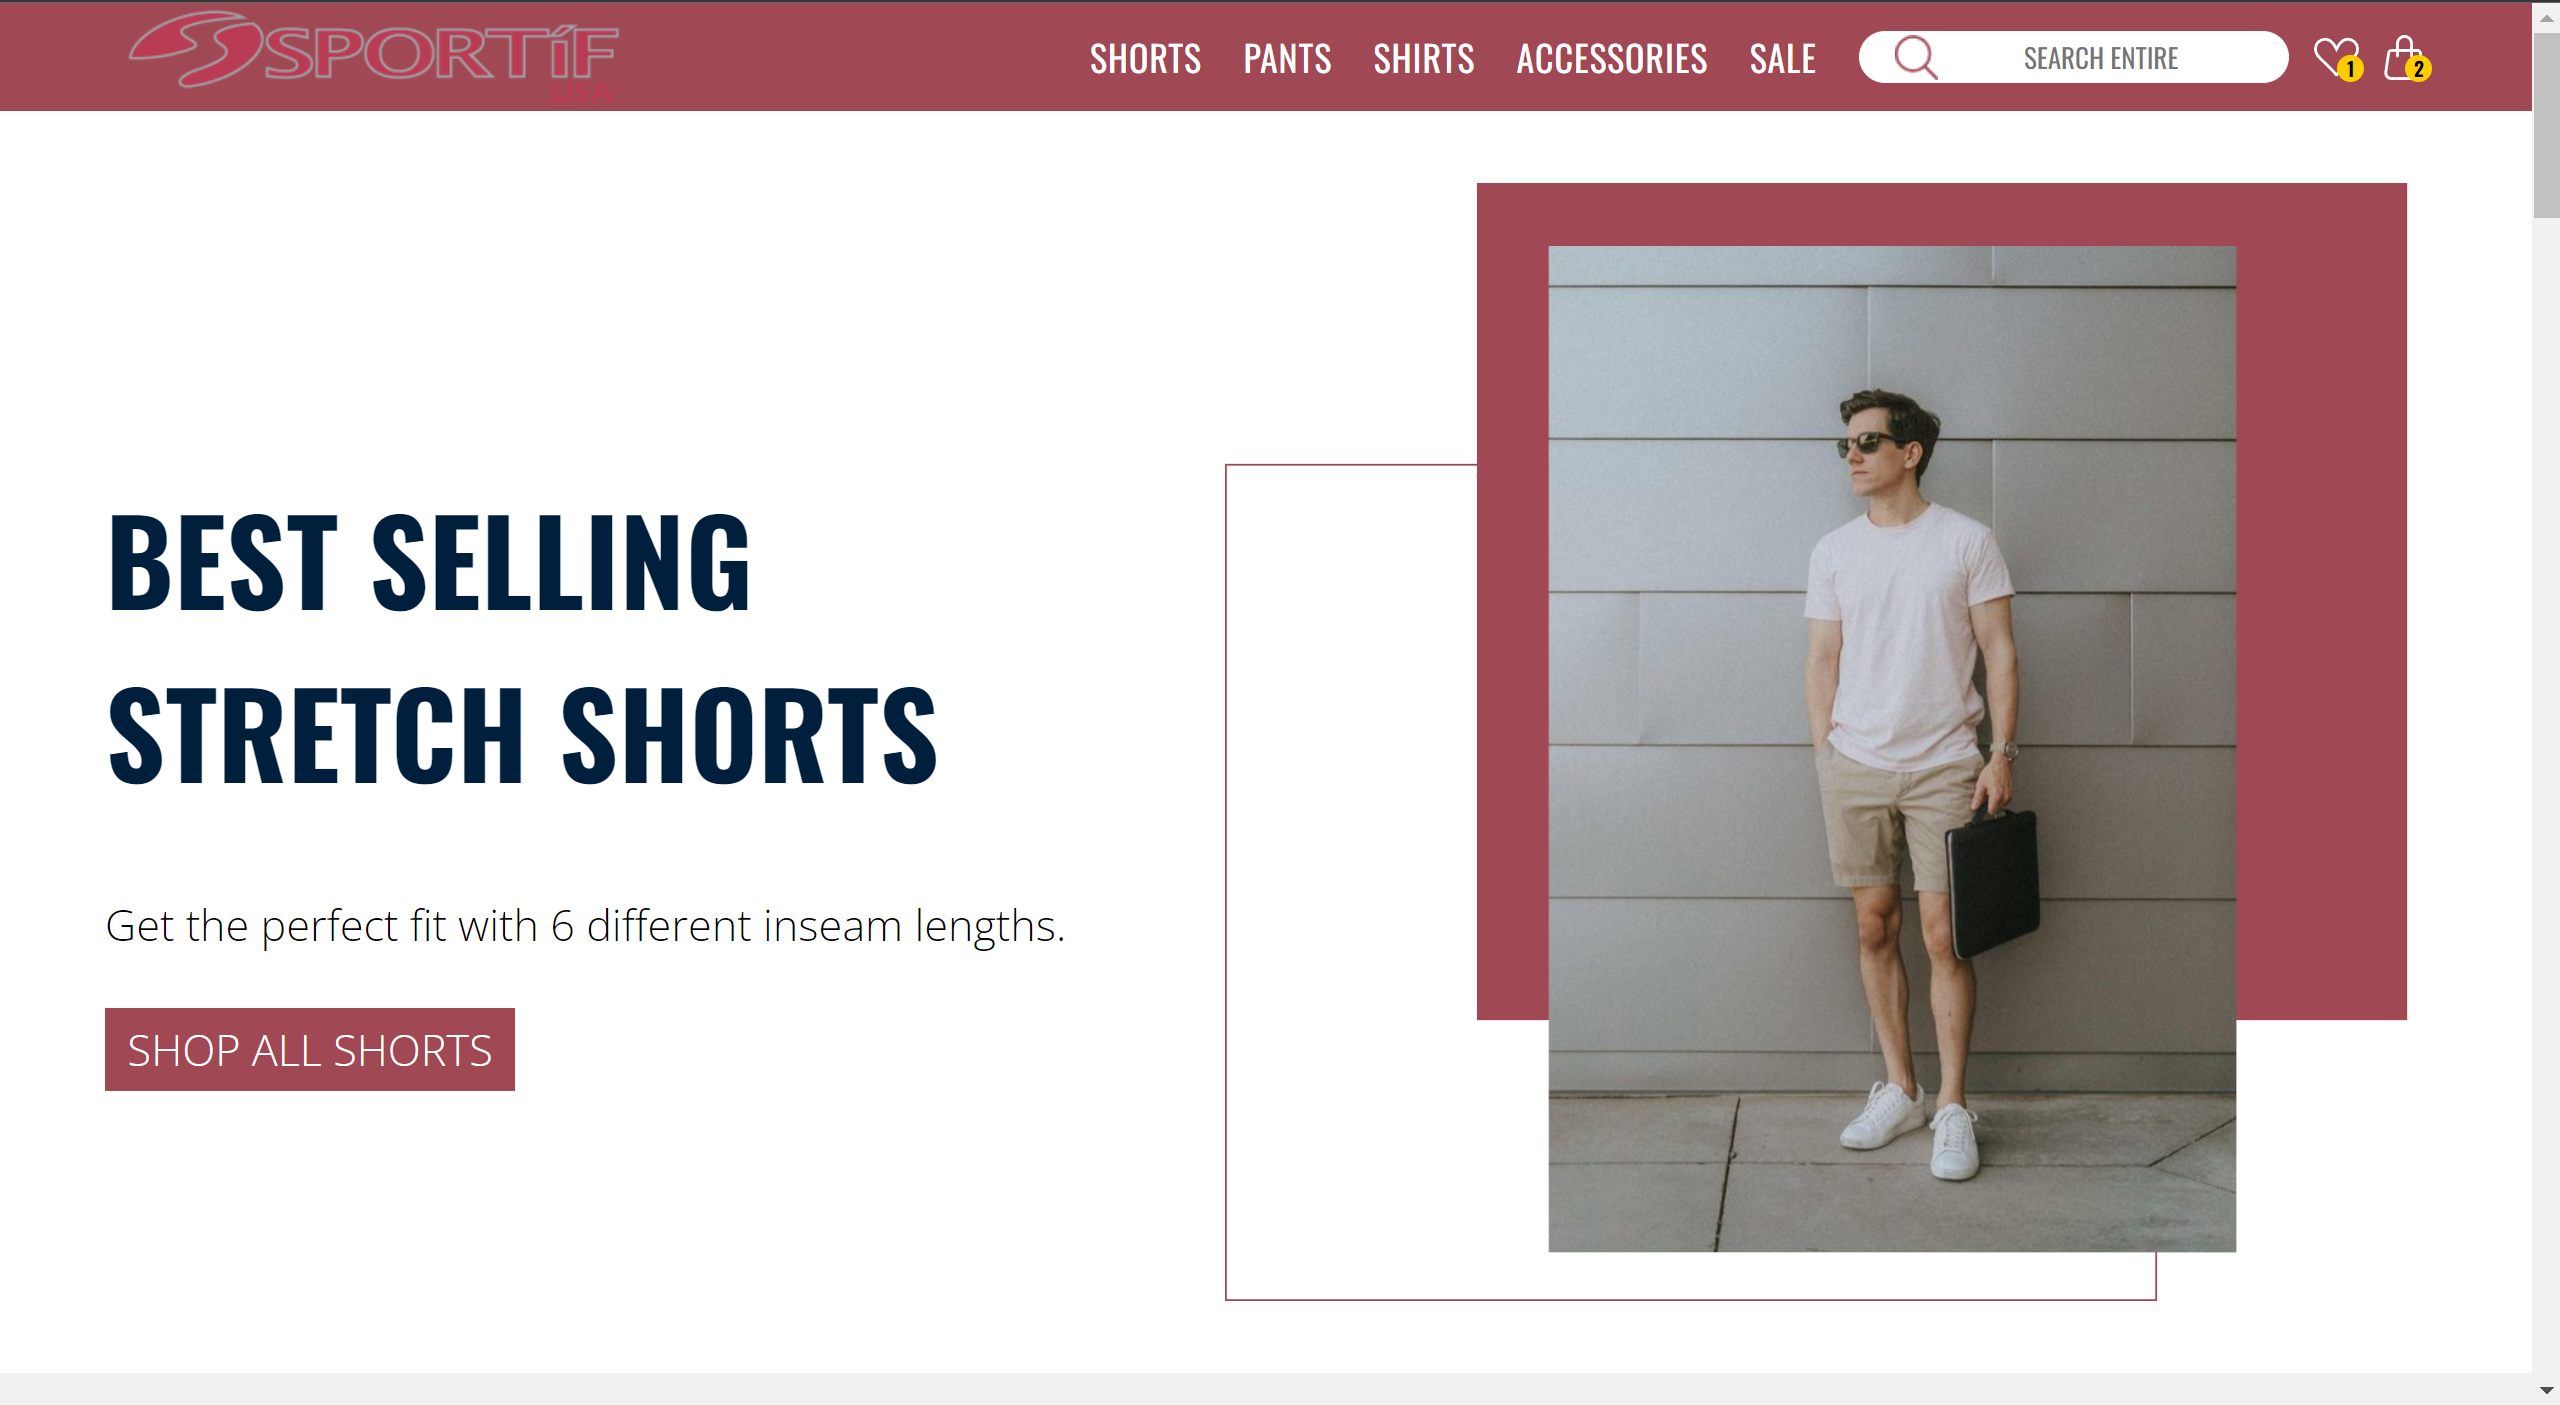 SPORTÍF
USA
SHORTS PANTS SHIRTS ACCESSORIES SALE SEARCH ENTIRE 1 2
BEST SELLING
STRETCH SHORTS
Get the perfect fit with 6 different inseam lengths.
SHOP ALL SHORTS